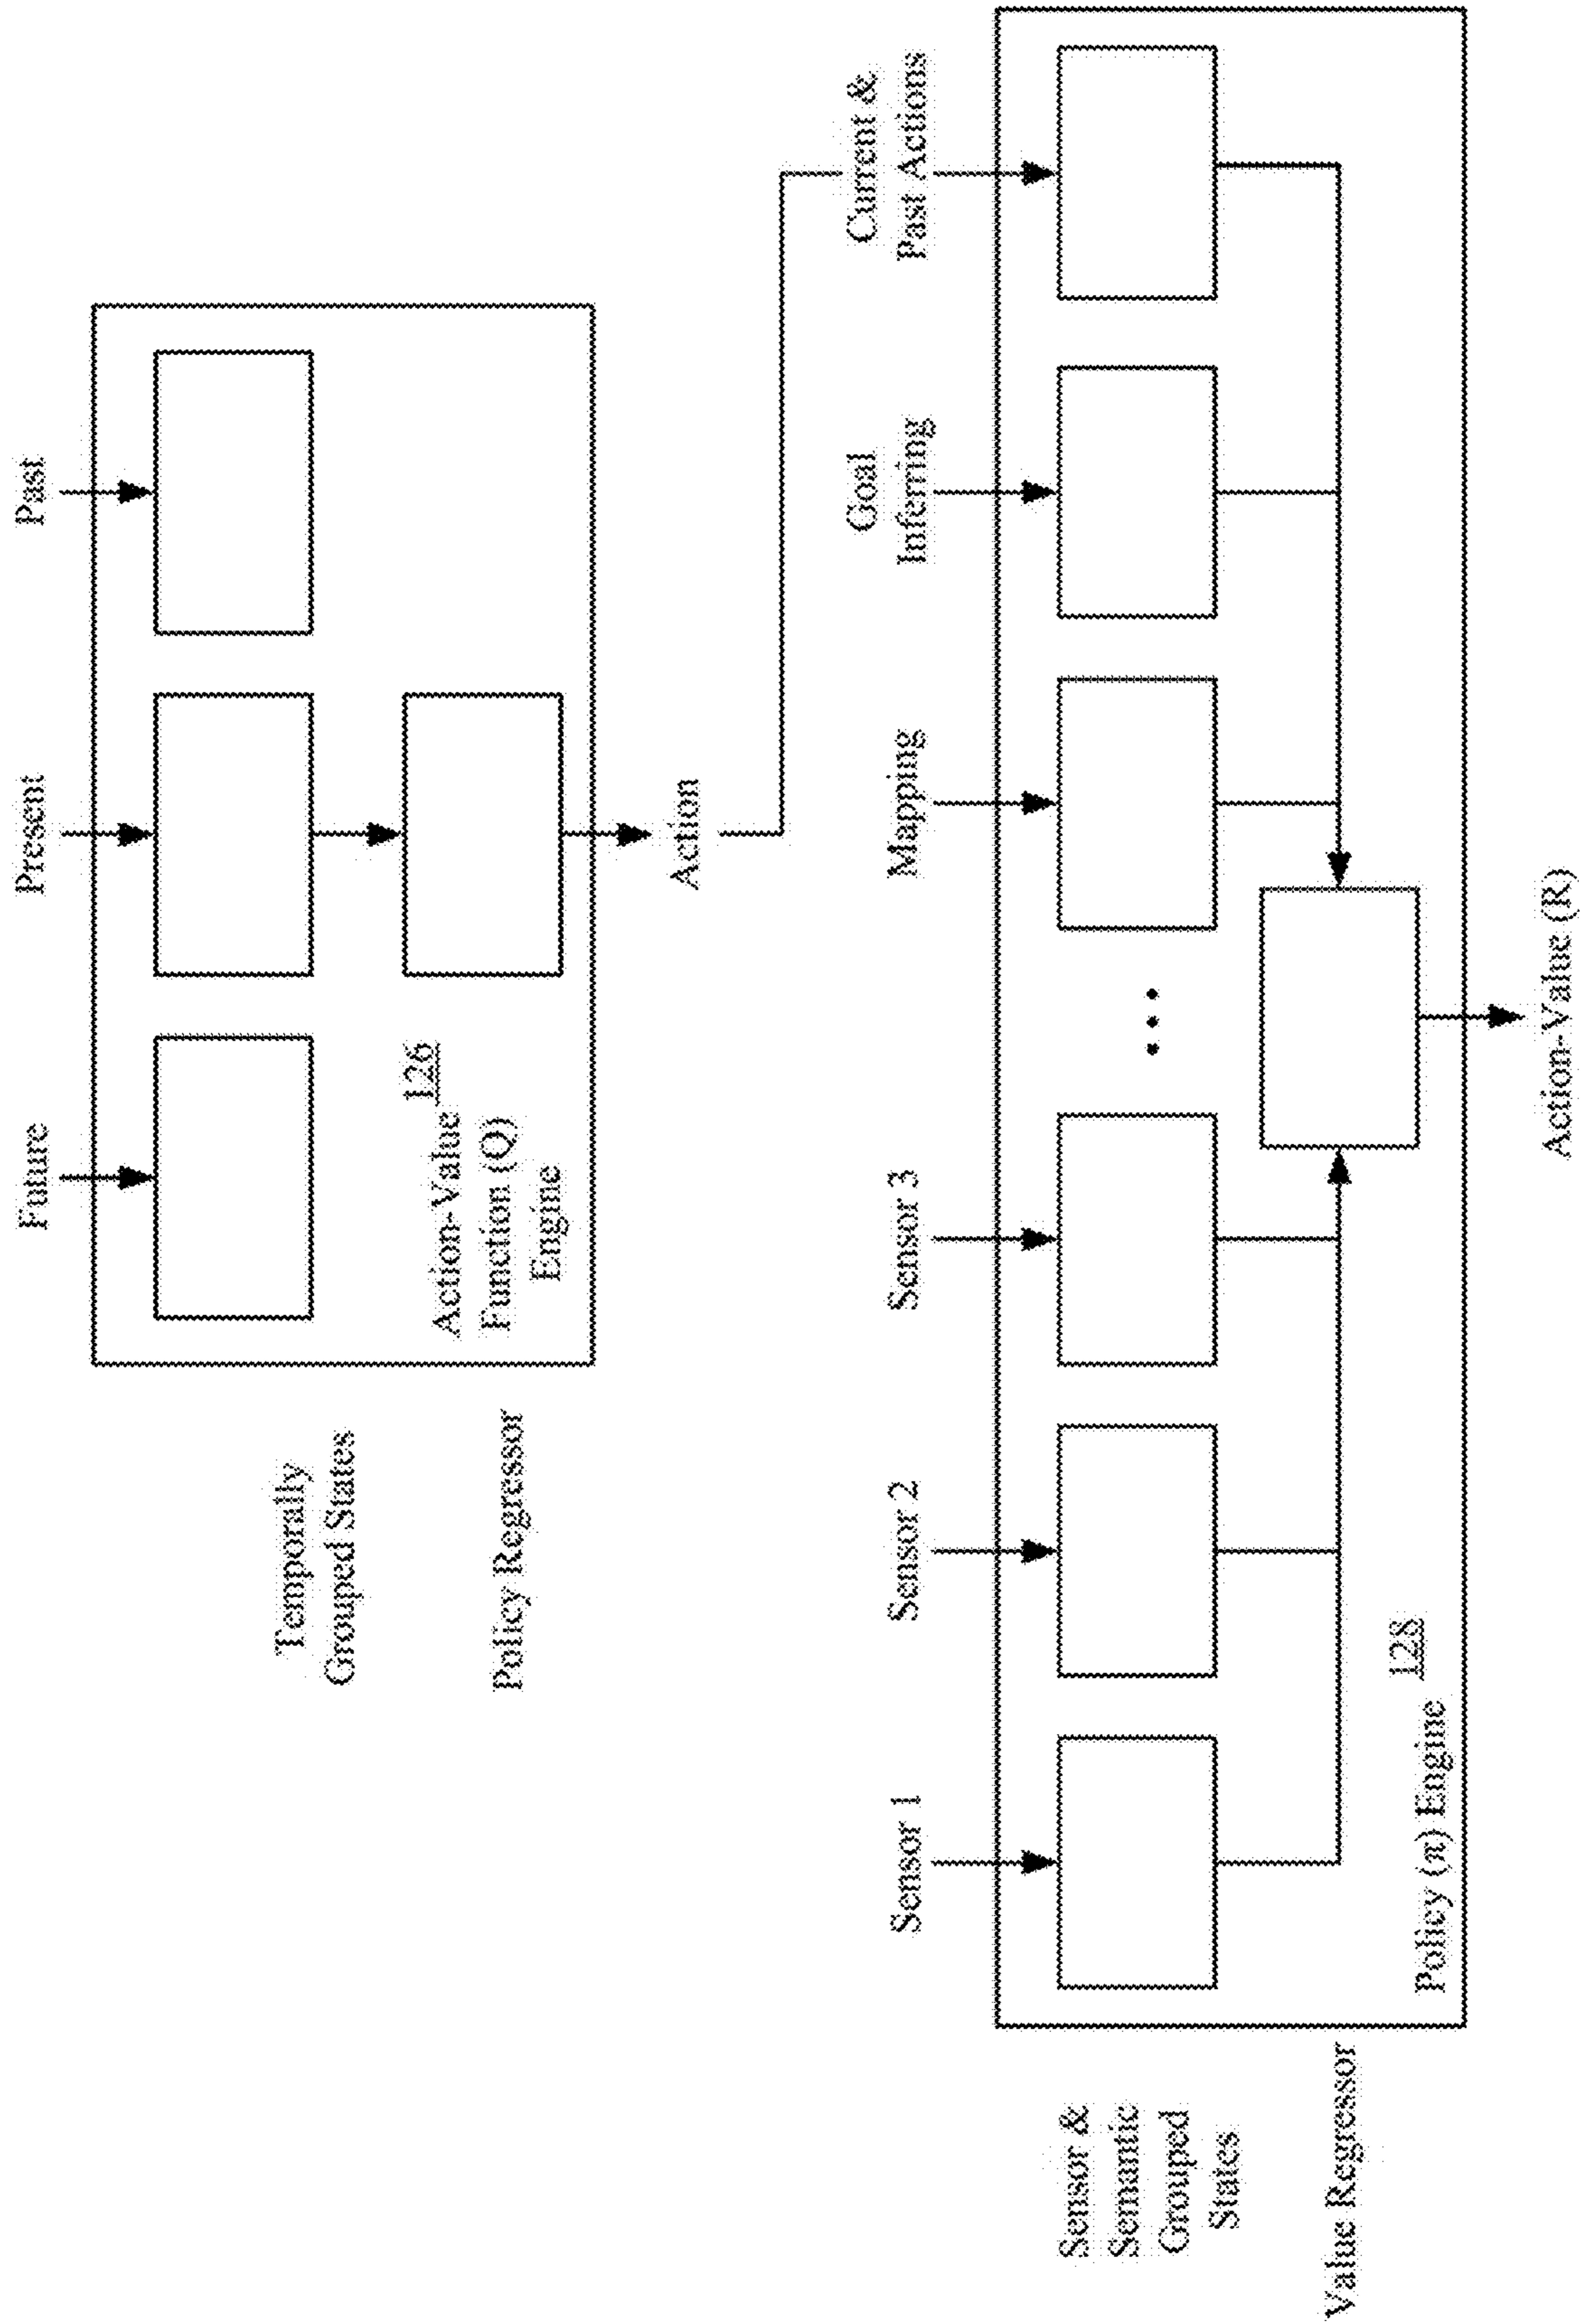 Future
Present
Past
Temporally
Grouped States
126
Action-Value
Function (Q)
Engine
Policy Regressor
Action
Sensor 1
Sensor 2
Sensor 3
Mapping
Goal
Inferring
Current &
Past Actions
Sensor &
Semantic
Grouped
States
Value Regressor
128
Policy (π) Engine
Action-Value (R)